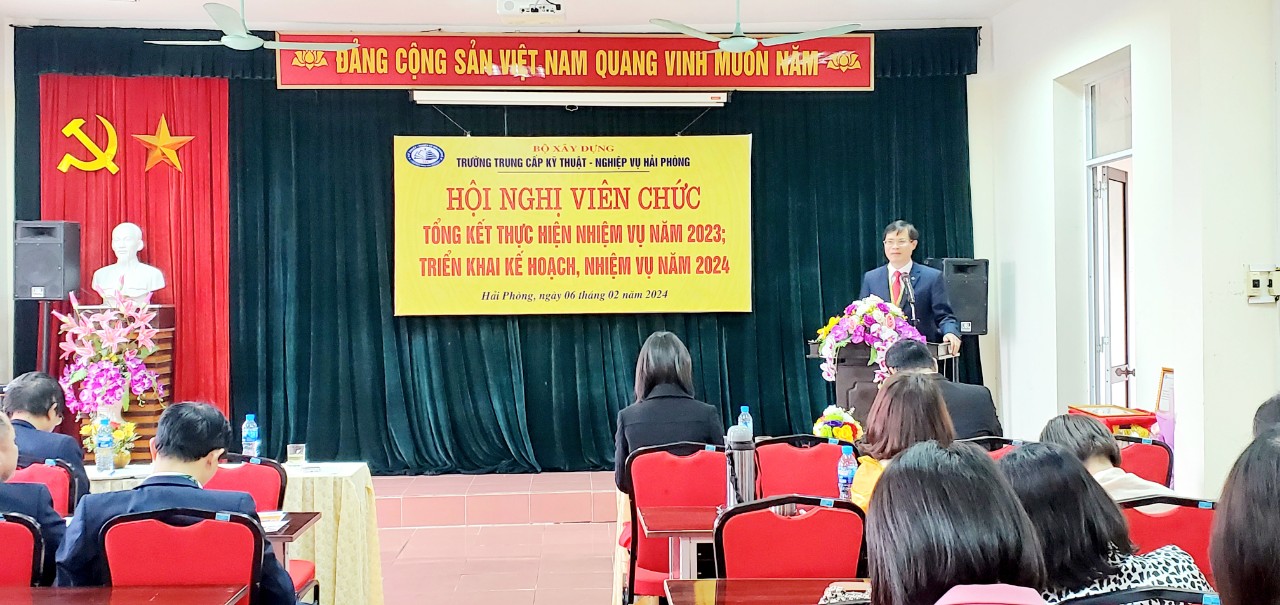 ĐẢNG CỘNG SẢN VIỆT NAM QUANG VINH MUÔN NĂM
BỘ XÂY DỰNG
TRƯỜNG TRUNG CẤP KỸ THUẬT - NGHIỆP VỤ HẢI PHÒNG
HỘI NGHỊ VIÊN CHỨC
TỔNG KẾT THỰC HIỆN NHIỆM VỤ NĂM 2023;
TRIỂN KHAI KẾ HOẠCH, NHIỆM VỤ NĂM 2024
Hải Phòng, ngày 06 tháng 02 năm 2024